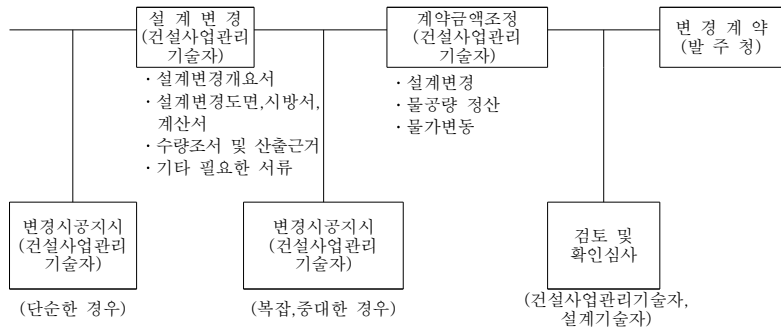 설 계 변 경
(건설사업관리
기술자)
· 설계변경개요서
· 설계변경도면,시방서,
계산서
· 수량조서 및 산출근거
· 기타 필요한 서류
계약금액조정
(건설사업관리
기술자)
· 설계변경
· 물공량 정산
· 물가변동
변 경 계 약
(발 주 청)
변경시공지시
(건설사업관리
기술자)
(단순한 경우)
변경시공지시
(건설사업관리
기술자)
(복잡,중대한 경우)
검토 및
확인심사
(건설사업관리기술자,
설계기술자)